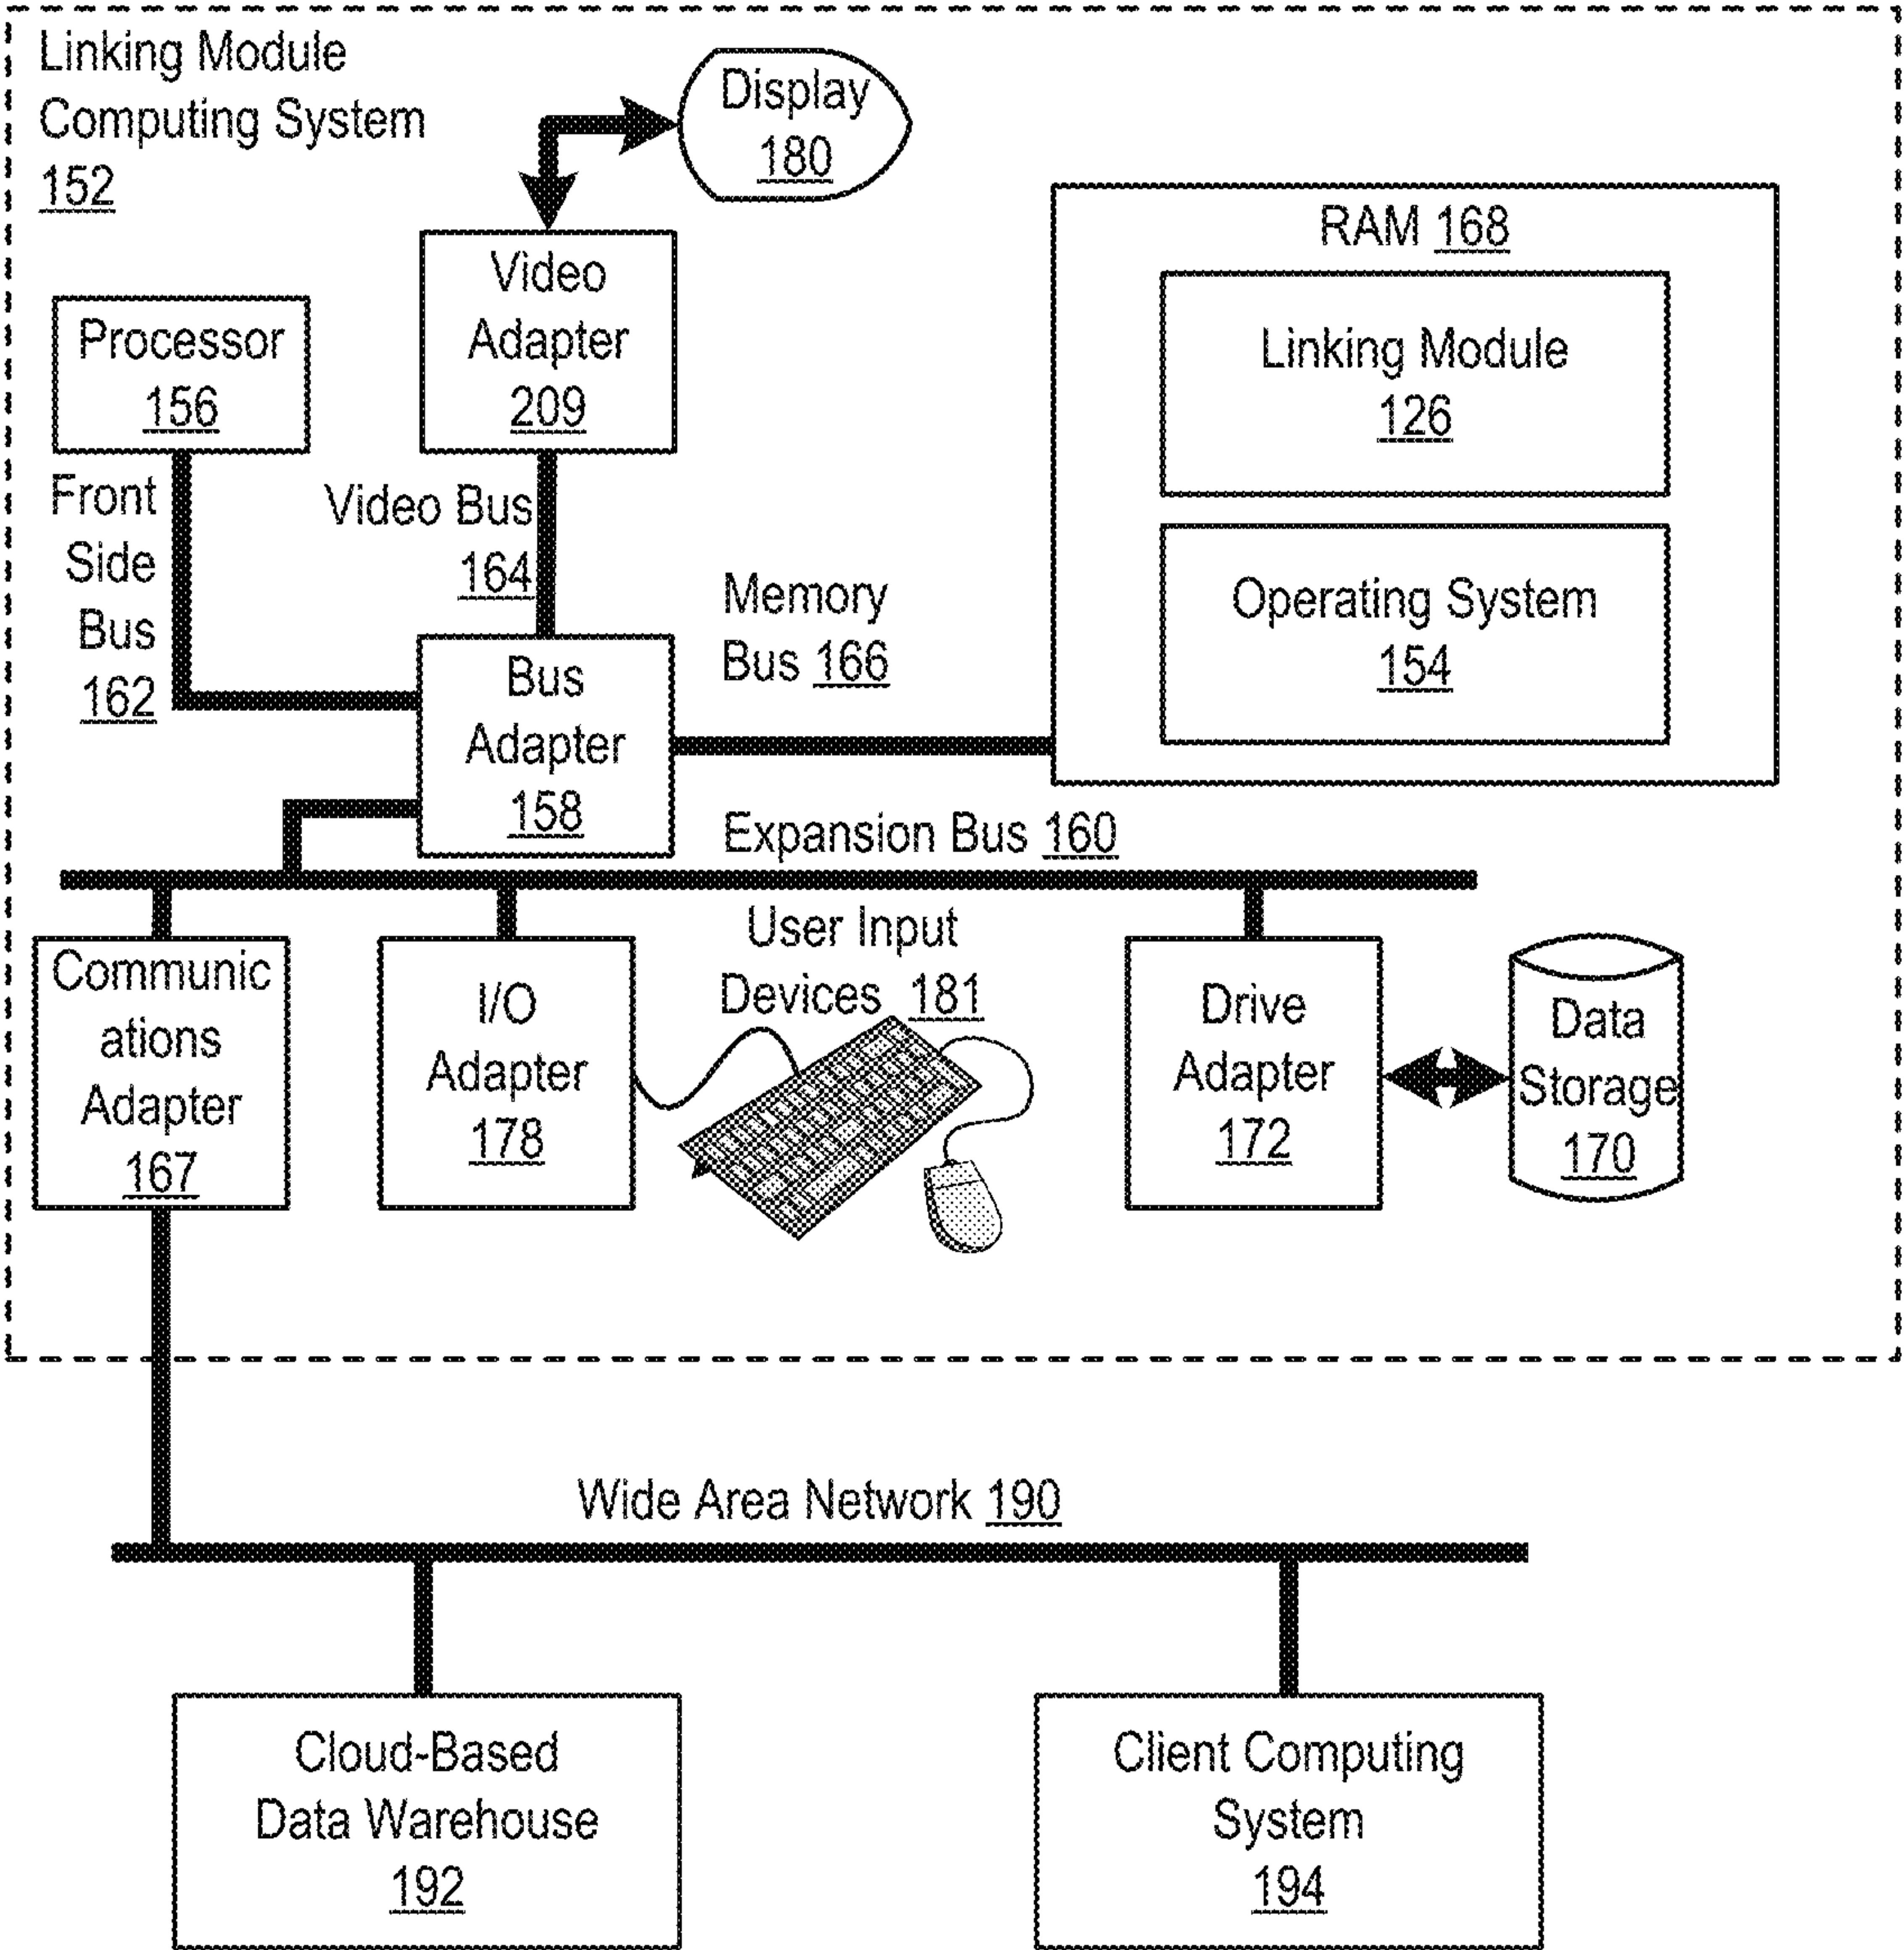 Linking Module
Computing System
152
Display
180
Video
Adapter
209
Processor
156
RAM 168
Linking Module
126
Operating System
154
Front
Side
Bus
162
Video Bus
164
Memory
Bus 166
Bus
Adapter
158
Expansion Bus 160
Communic
ations
Adapter
167
I/O
Adapter
178
User Input
Devices 181
Drive
Adapter
172
Data
Storage
170
Wide Area Network 190
Cloud-Based
Data Warehouse
192
Client Computing
System
194